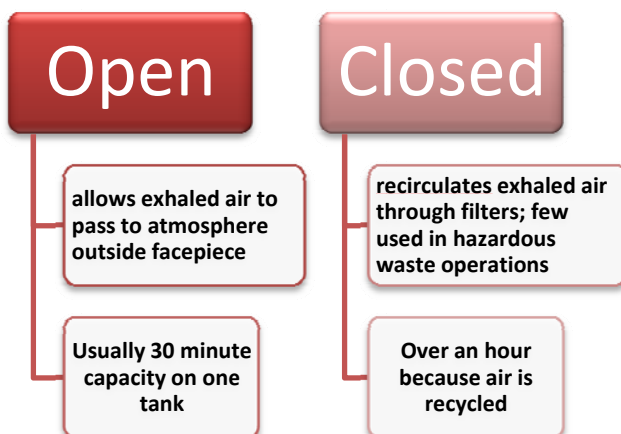 Open
allows exhaled air to
pass to atmosphere
outside facepiece
Usually 30 minute
capacity on one
tank
Closed
recirculates exhaled air
through filters; few
used in hazardous
waste operations
Over an hour
because air is
recycled